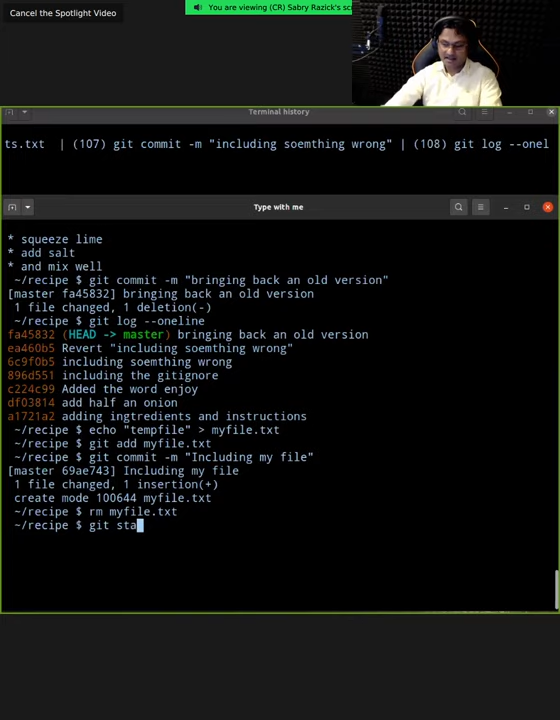 Cancel the Spotlight Video
You are viewing (CR) Sabry Razick's sc
Terminal history
ts.txt | (107) git commit -m "including soemthing wrong" | (108) git log --onel
Type with me
* squeeze lime
* add salt
* and mix well
~/recipe $ git commit -m "bringing back an old version"
[master fa45832] bringing back an old version
1 file changed, 1 deletion(-)
~/recipe $ git log --oneline
fa45832 (HEAD -> master) bringing back an old version
ea460b5 Revert "including soemthing wrong"
6c9f0b5 including soemthing wrong
896d551 including the gitignore
c224c99 Added the word enjoy
df03814 add half an onion
a1721a2 adding ingtredients and instructions
~/recipe $ echo "tempfile" > myfile.txt
~/recipe $ git add myfile.txt
~/recipe $ git commit -m "Including my file"
[master 69ae743] Including my file
1 file changed, 1 insertion(+)
create mode 100644 myfile.txt
~/recipe $ rm myfile.txt
~/recipe $ git sta